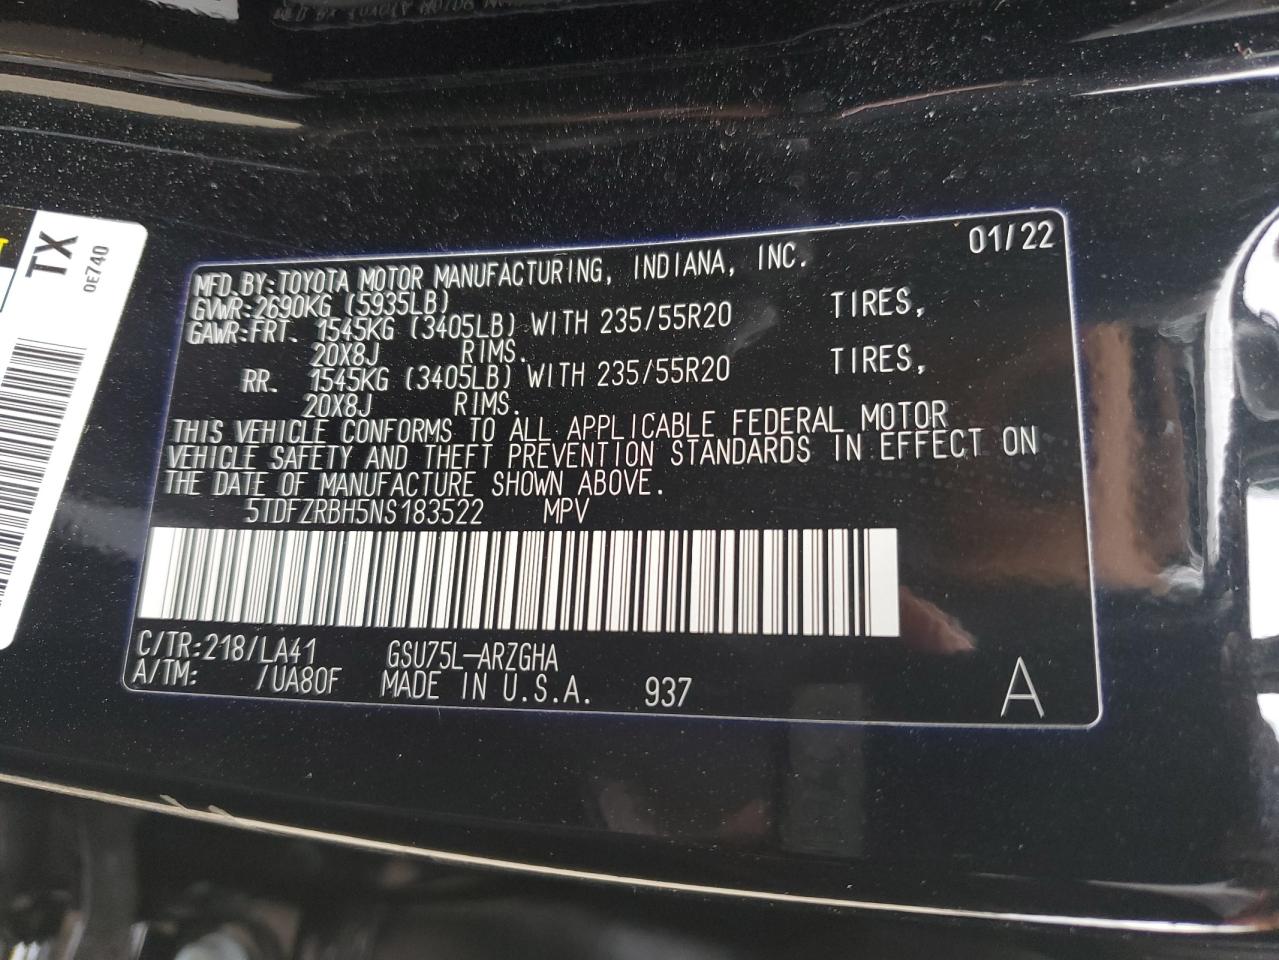 01/22
MFD.BY:TOYOTA MOTOR MANUFACTURING, INDIANA, INC.
GVWR:2690KG (5935LB)
GAWR:FRT. 1545KG (3405LB) WITH 235/55R20 TIRES,
20X8J RIMS.
RR. 1545KG (3405LB) WITH 235/55R20 TIRES,
20X8J RIMS.
THIS VEHICLE CONFORMS TO ALL APPLICABLE FEDERAL MOTOR
VEHICLE SAFETY AND THEFT PREVENTION STANDARDS IN EFFECT ON
THE DATE OF MANUFACTURE SHOWN ABOVE.
5TDFZRBH5NS183522 MPV
C/TR:218/LA41 GSU75L-ARZGHA
A/TM: /UA80F MADE IN U.S.A. 937 A
TX
0E740